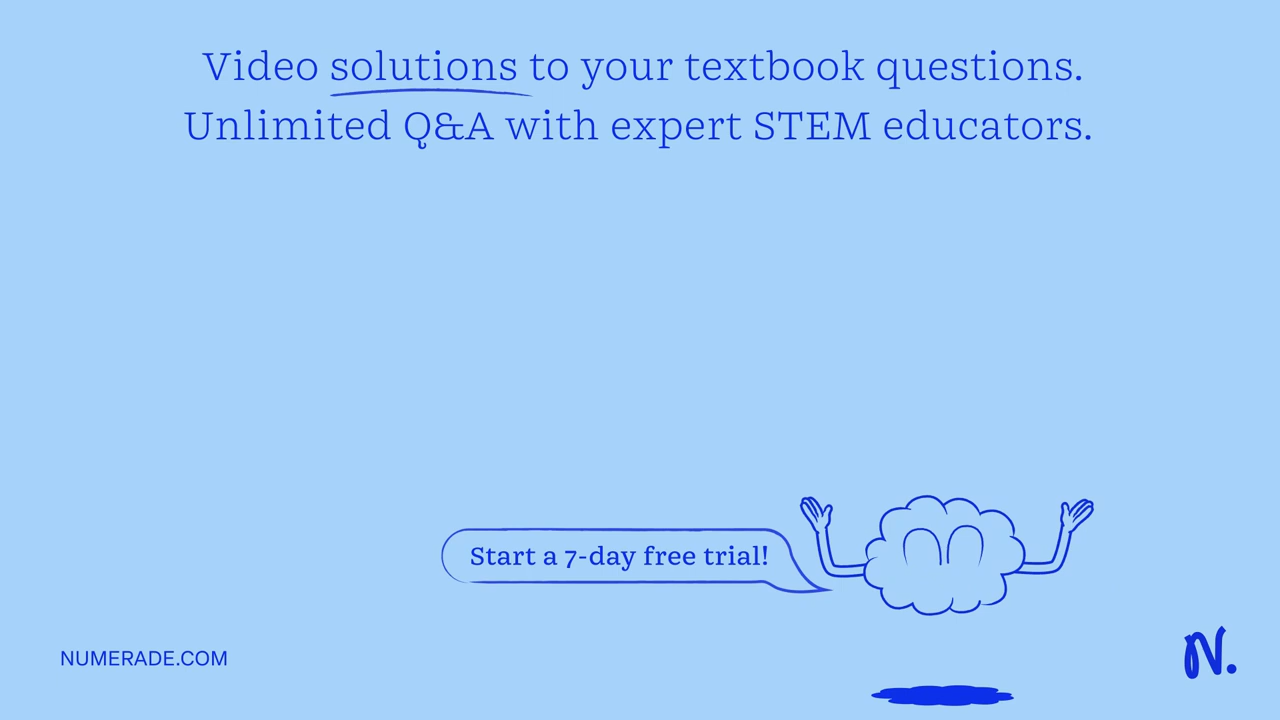 Video solutions to your textbook questions.
Unlimited Q&A with expert STEM educators.
Start a 7-day free trial!
NUMERADE.COM
N.